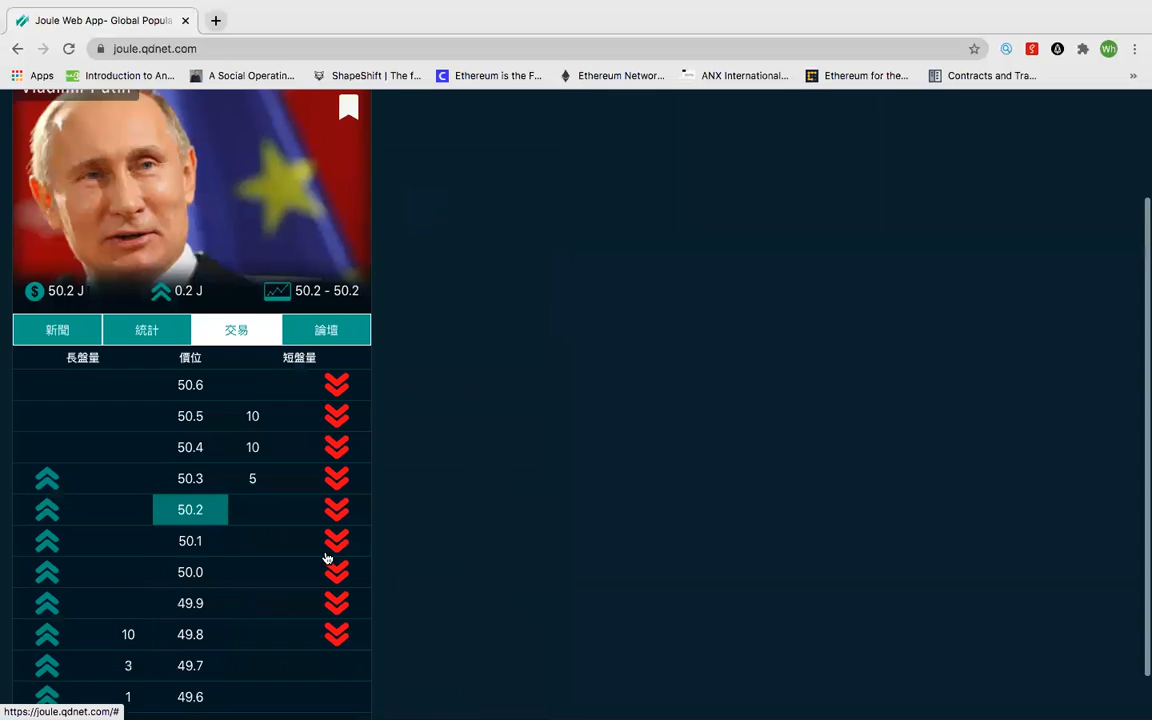 Joule Web App- Global Popula
joule.qdnet.com
Wh
Apps
Introduction to An...
A Social Operatin...
ShapeShift | The f...
Ethereum is the F...
Ethereum Networ...
ANX International...
Ethereum for the...
Contracts and Tra...
Vladimir Putin
50.2 J
0.2 J
50.2 - 50.2
新聞
統計
交易
論壇
長盤量 價位 短盤量
50.6
50.5 10
50.4 10
50.3 5
50.2
50.1
50.0
49.9
10 49.8
3 49.7
1 49.6
https://joule.qdnet.com/#